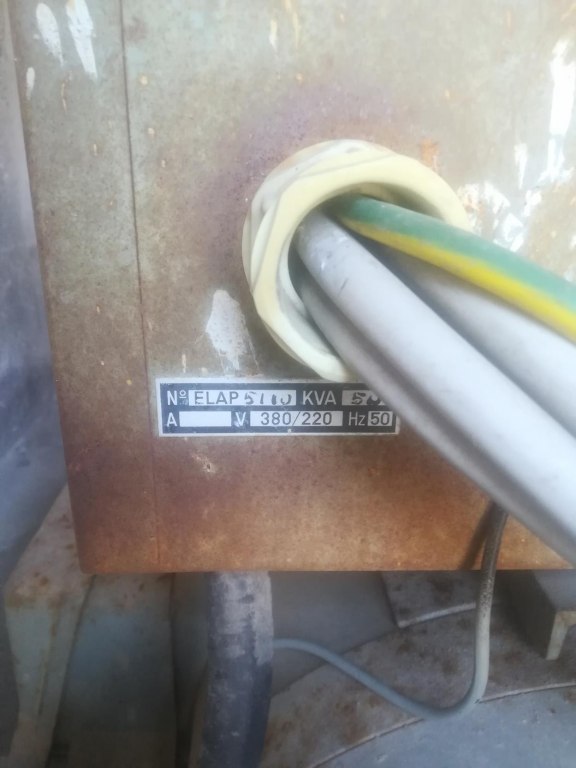 Nº ELAP KVA
A V 380/220 Hz 50